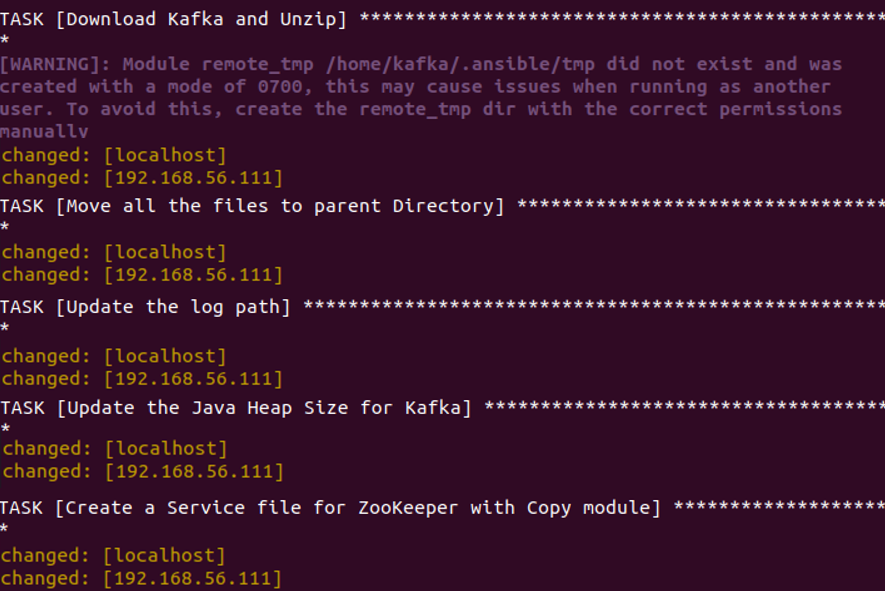 TASK [Download Kafka and Unzip] ***********************************************
*
[WARNING]: Module remote_tmp /home/kafka/.ansible/tmp did not exist and was
created with a mode of 0700, this may cause issues when running as another
user. To avoid this, create the remote_tmp dir with the correct permissions
manually
changed: [localhost]
changed: [192.168.56.111]
TASK [Move all the files to parent Directory] *********************************
*
changed: [localhost]
changed: [192.168.56.111]
TASK [Update the log path] ****************************************************
*
changed: [localhost]
changed: [192.168.56.111]
TASK [Update the Java Heap Size for Kafka] ************************************
*
changed: [localhost]
changed: [192.168.56.111]
TASK [Create a Service file for ZooKeeper with Copy module] *******************
*
changed: [localhost]
changed: [192.168.56.111]